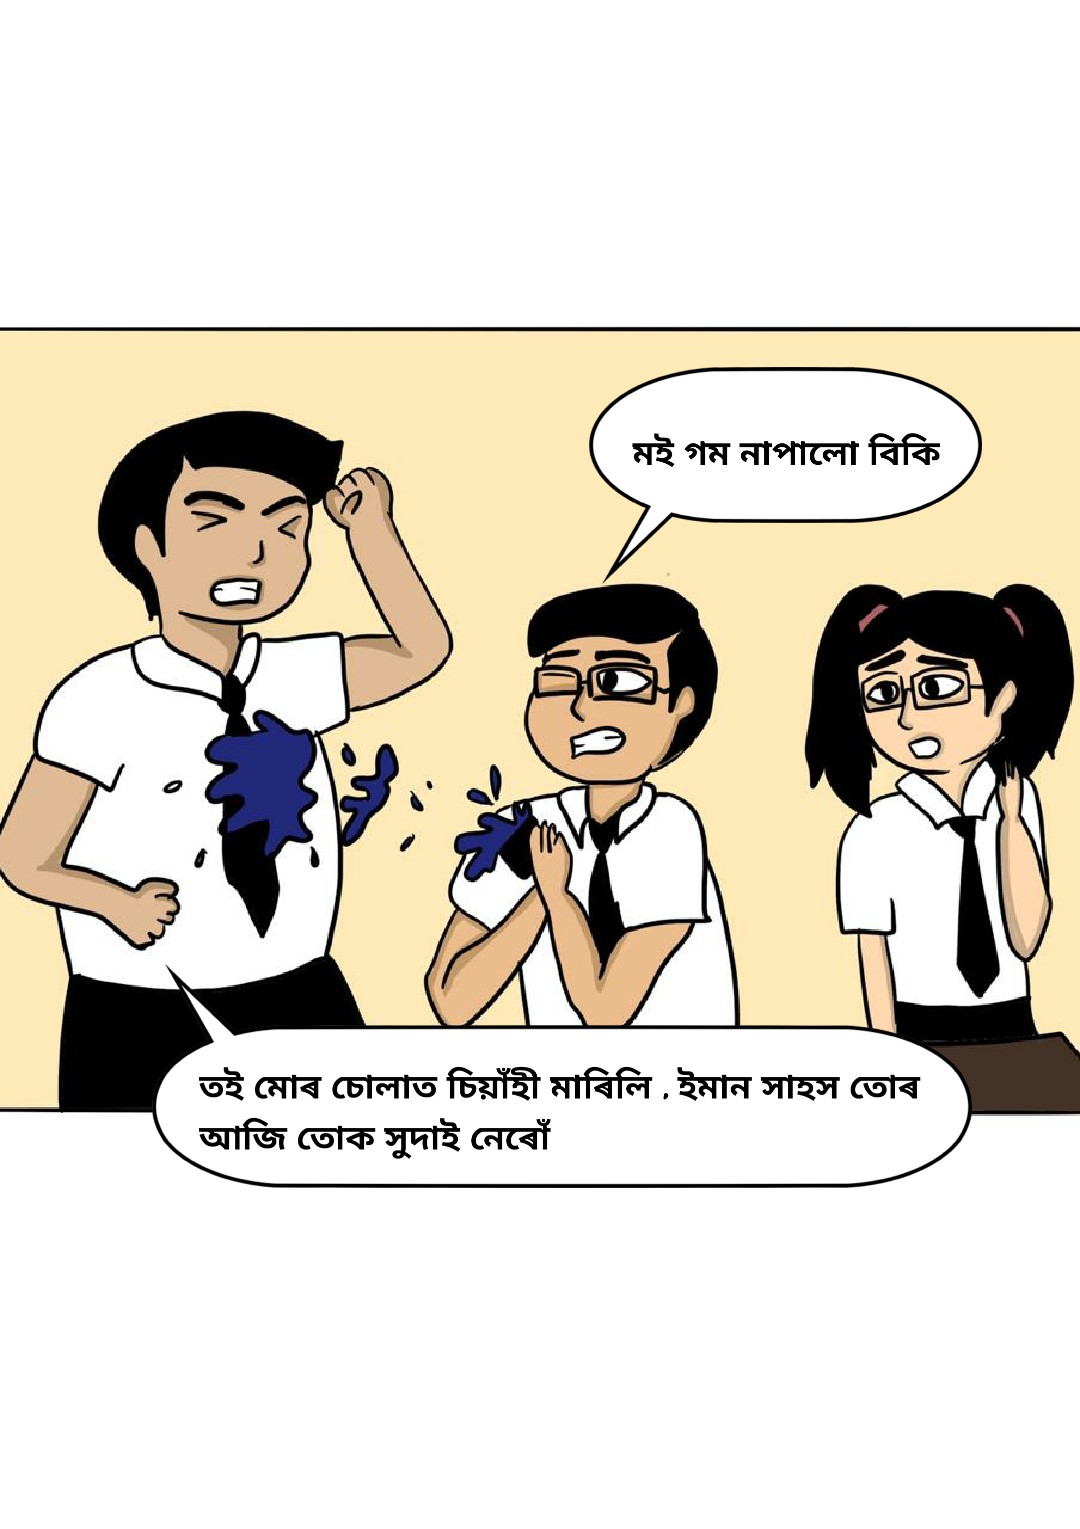 মই গম নাপালো বিকি
তই মোৰ চোলাত চিয়াঁহী মাৰিলি , ইমান সাহস তোৰ
আজি তোক সুদাই নেৰোঁ